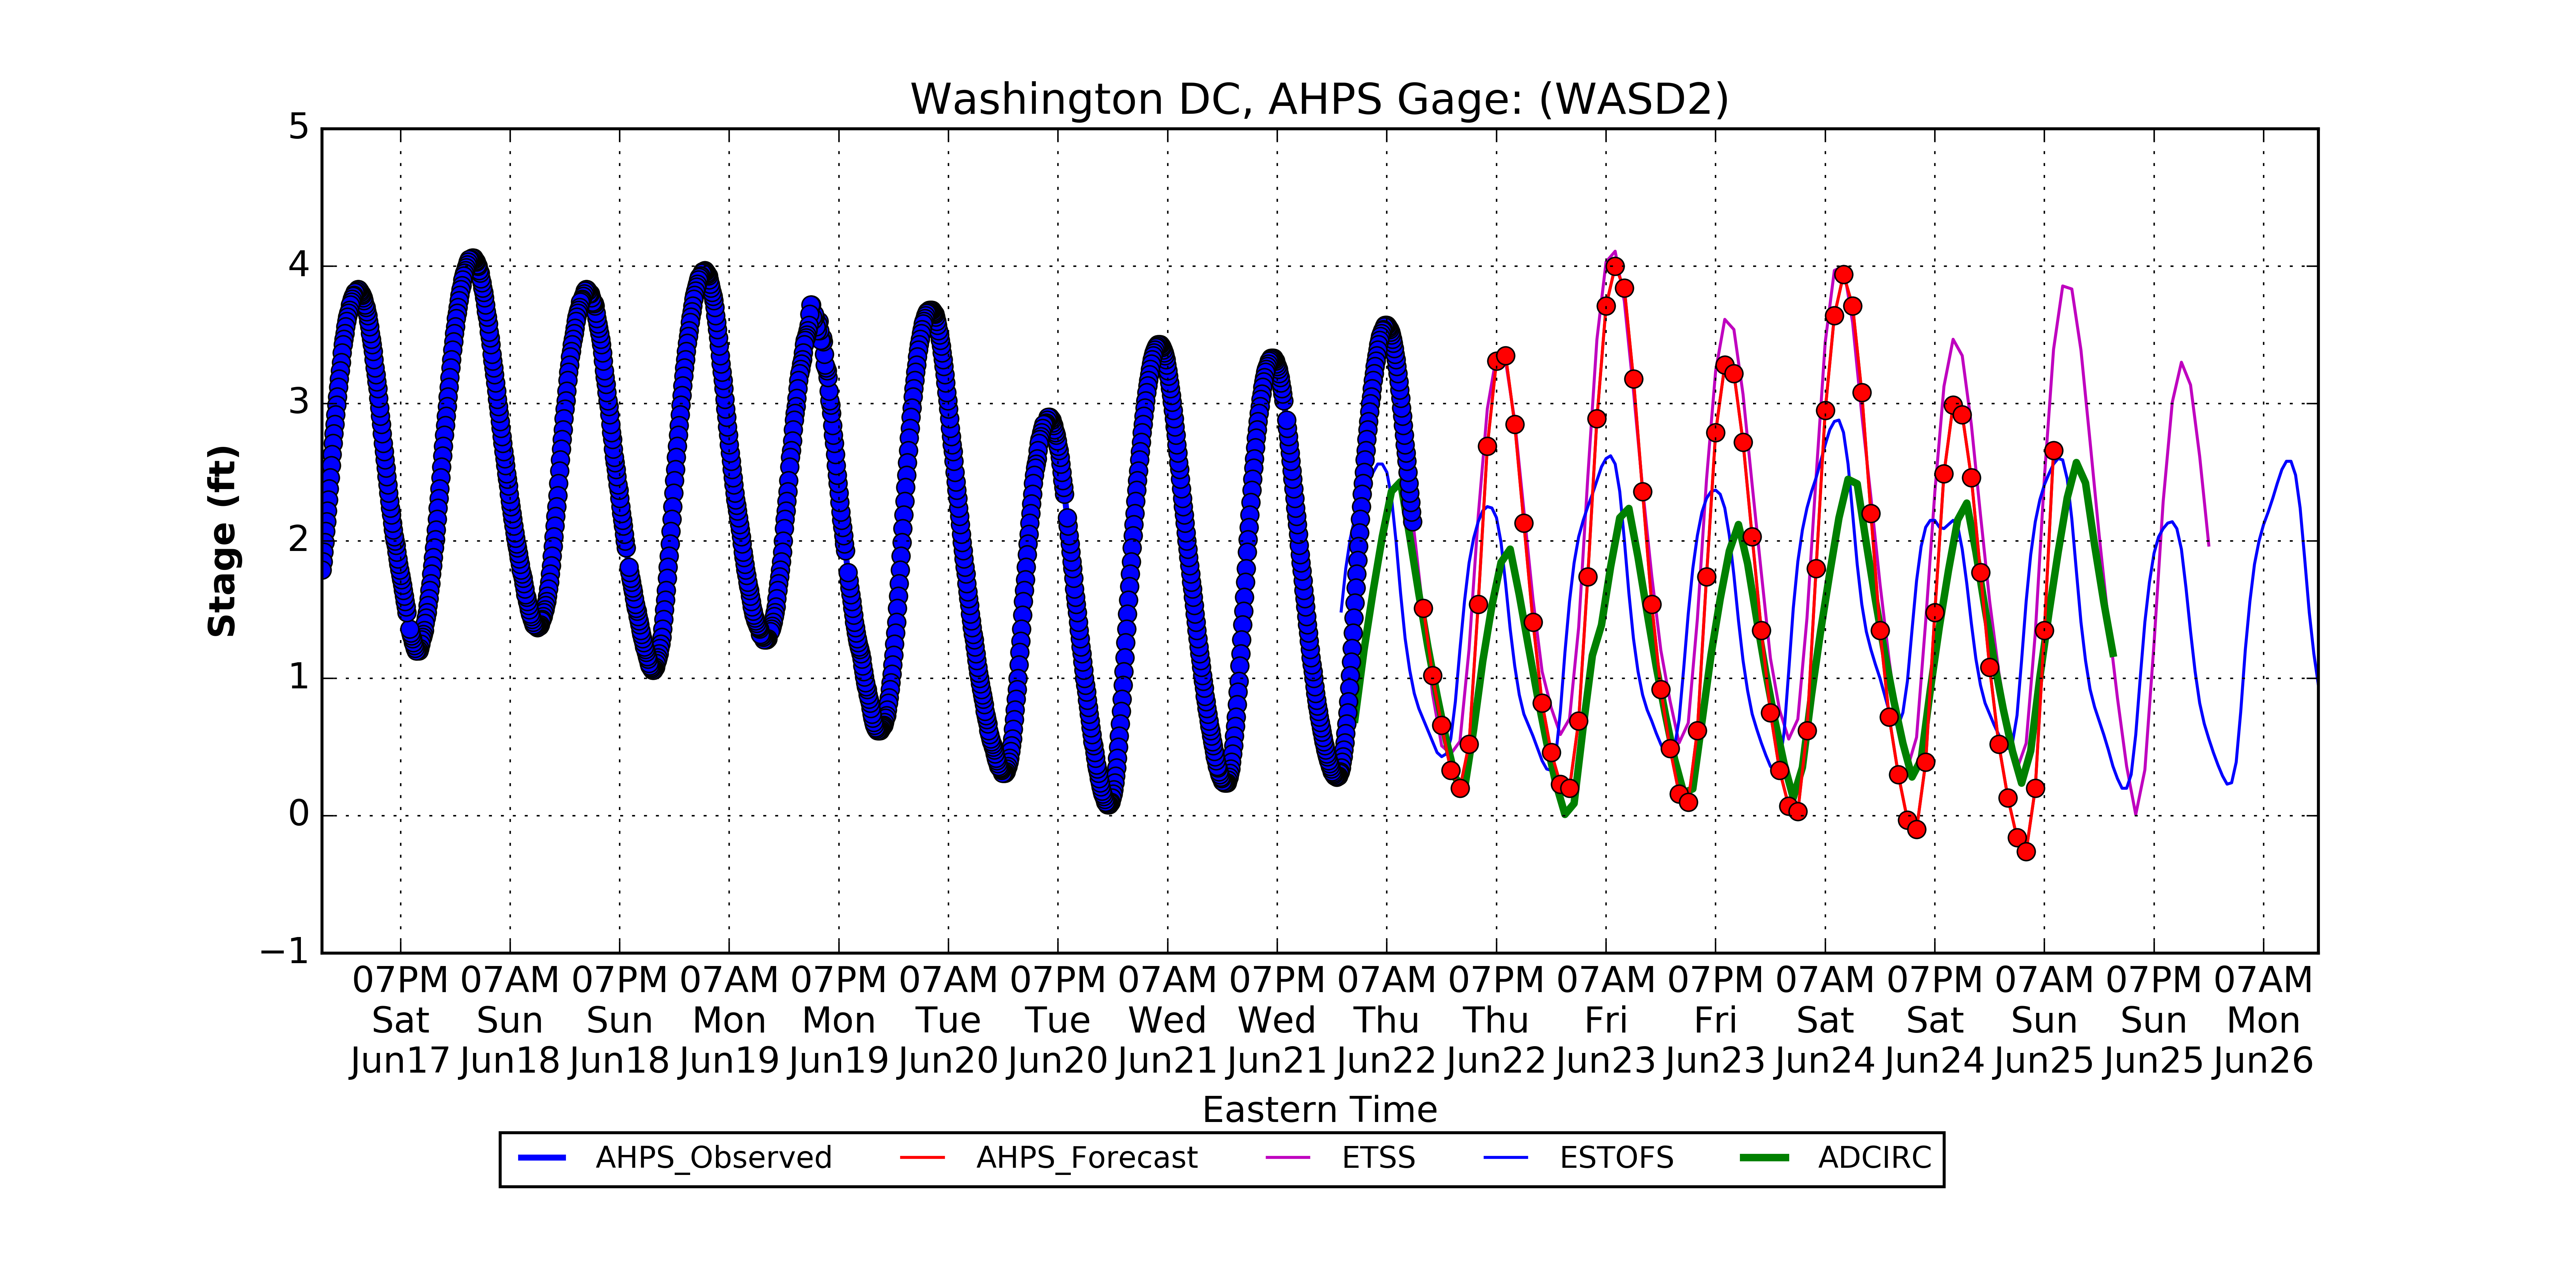 Washington DC, AHPS Gage: (WASD2)
5
4
3
2
1
0
−1
Stage (ft)
07PM 07AM 07PM 07AM 07PM 07AM 07PM 07AM 07PM 07AM 07PM 07AM 07PM 07AM 07PM 07AM 07PM 07AM
Sat Sun Sun Mon Mon Tue Tue Wed Wed Thu Thu Fri Fri Sat Sat Sun Sun Mon
Jun17 Jun18 Jun18 Jun19 Jun19 Jun20 Jun20 Jun21 Jun21 Jun22 Jun22 Jun23 Jun23 Jun24 Jun24 Jun25 Jun25 Jun26
Eastern Time
AHPS_Observed AHPS_Forecast ETSS ESTOFS ADCIRC